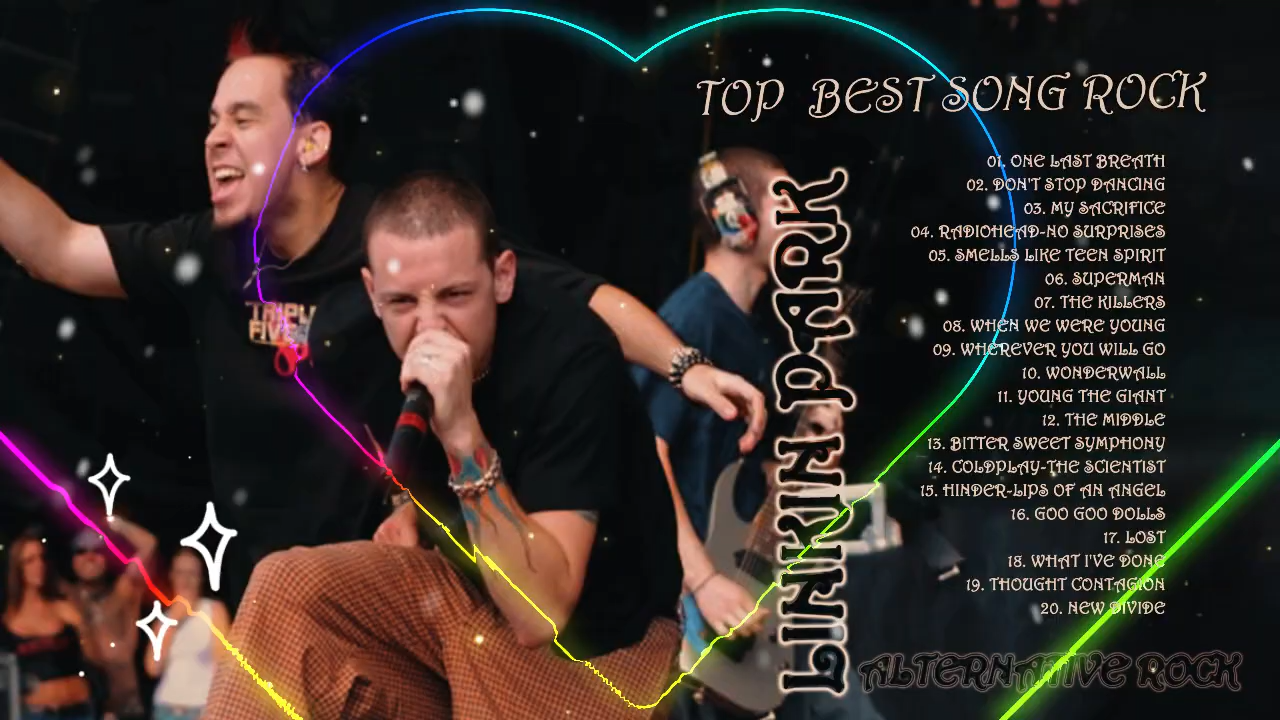 TOP BEST SONG ROCK
01. ONE LAST BREATH
02. DON'T STOP DANCING
03. MY SACRIFICE
04. RADIOHEAD-NO SURPRISES
05. SMELLS LIKE TEEN SPIRIT
06. SUPERMAN
07. THE KILLERS
08. WHEN WE WERE YOUNG
09. WHEREVER YOU WILL GO
10. WONDERWALL
11. YOUNG THE GIANT
12. THE MIDDLE
13. BITTER SWEET SYMPHONY
14. COLDPLAY-THE SCIENTIST
15. HINDER-LIPS OF AN ANGEL
16. GOO GOO DOLLS
17. LOST
18. WHAT I'VE DONE
19. THOUGHT CONTAGION
20. NEW DIVIDE
LINKIN PARK
ALTERNATIVE ROCK
TRIPLE
FIVE